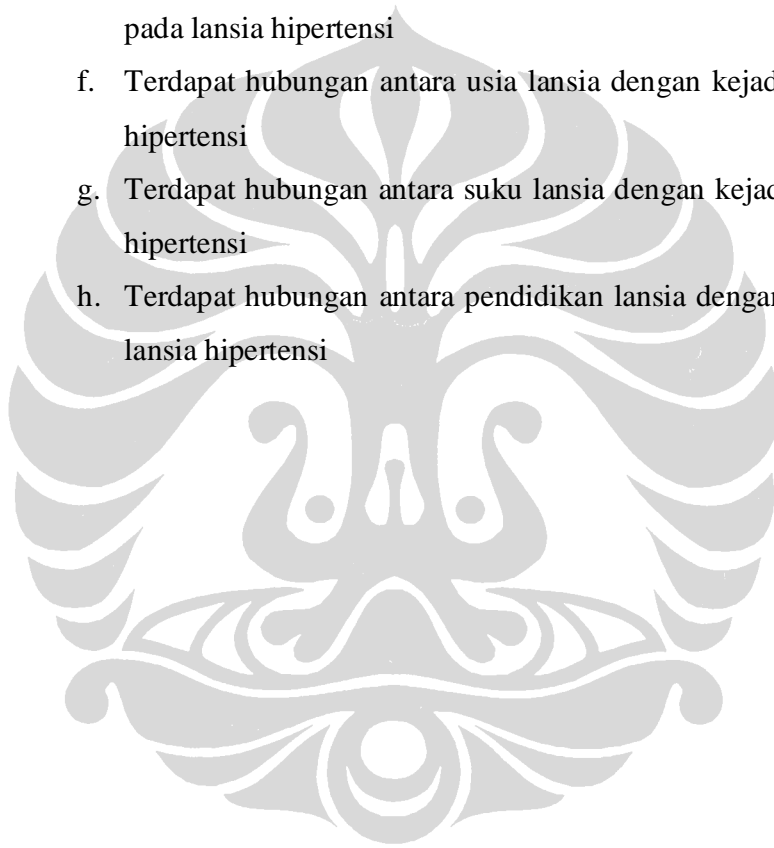 pada lansia hipertensi
f. Terdapat hubungan antara usia lansia dengan
hipertensi
g. Terdapat hubungan antara suku lansia dengan
hipertensi
h. Terdapat hubungan antara pendidikan lansia
lansia hipertensi